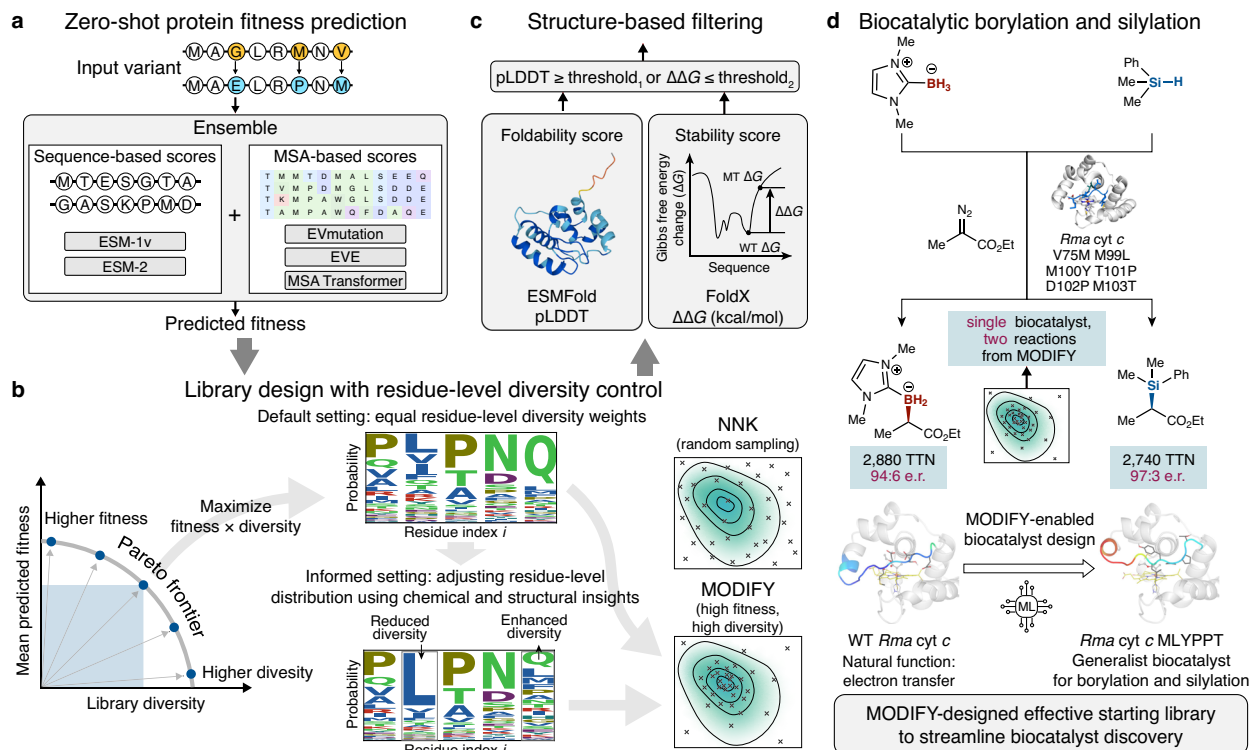 a Zero-shot protein fitness prediction
M A G L R M N V
Input variant
M A E L R P N M
Ensemble
Sequence-based scores
M T E S G T A
G A S K P M D
ESM-1v
ESM-2
+
MSA-based scores
T M M T D M A L S E E Q
T V M P D M G L S D D E
T K M P A W G L S D D E
T A M P A W Q F D A Q E
EVmutation
EVE
MSA Transformer
Predicted fitness
b Library design with residue-level diversity control
Default setting: equal residue-level diversity weights
Probability
Residue index i
Mean predicted fitness
Higher fitness
Pareto frontier
Higher divesity
Library diversity
Maximize
fitness × diversity
Informed setting: adjusting residue-level
distribution using chemical and structural insights
Reduced
diversity
Enhanced
diversity
Probability
Residue index i
NNK
(random sampling)
MODIFY
(high fitness,
high diversity)
c Structure-based filtering
pLDDT ≥ threshold1 or ΔΔG ≤ threshold2
Foldability score
ESMFold
pLDDT
Stability score
Gibbs free energy
change (ΔG)
MT ΔG
ΔΔG
WT ΔG
Sequence
FoldX
ΔΔG (kcal/mol)
d Biocatalytic borylation and silylation
Me
N
⊕
⊖
BH3
N
Me
Ph
Me
Si
H
Me
N2
Me
CO2Et
Rma cyt c
V75M M99L
M100Y T101P
D102P M103T
single biocatalyst,
two reactions
from MODIFY
Me
N
⊕
⊖
BH2
N
Me
Me
CO2Et
2,880 TTN
94:6 e.r.
Me
Me
Si
Ph
Me
CO2Et
2,740 TTN
97:3 e.r.
MODIFY-enabled
biocatalyst design
ML
WT Rma cyt c
Natural function:
electron transfer
Rma cyt c MLYPPT
Generalist biocatalyst
for borylation and silylation
MODIFY-designed effective starting library
to streamline biocatalyst discovery